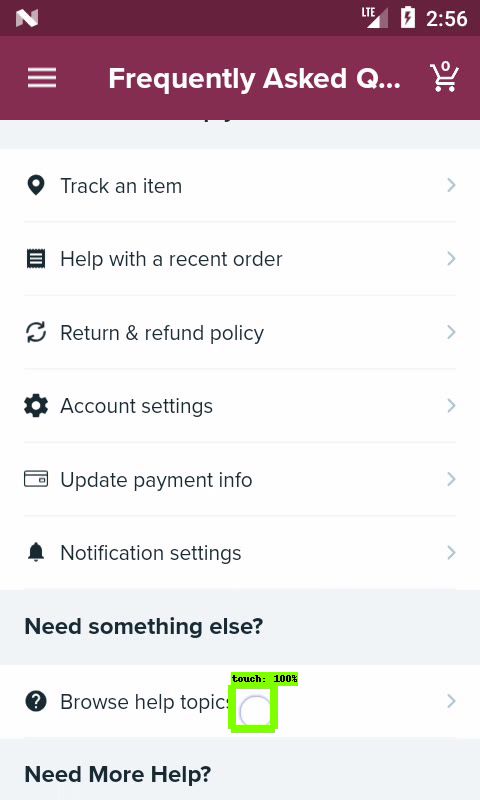 LTE 2:56
Frequently Asked Q... 0
Track an item
Help with a recent order
Return & refund policy
Account settings
Update payment info
Notification settings
Need something else?
touch: 100%
Browse help topics
Need More Help?